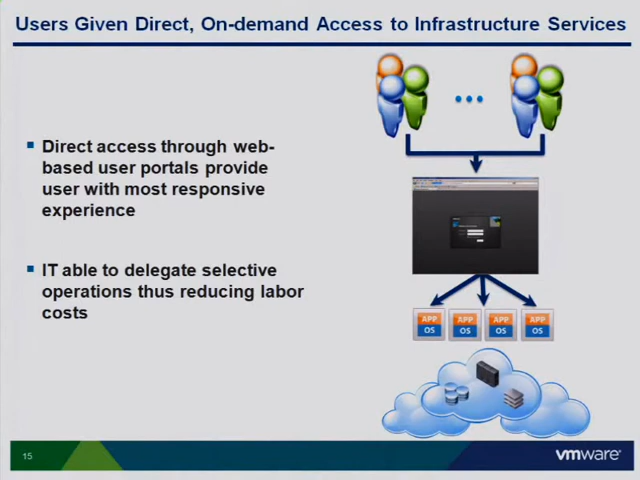 Users Given Direct, On-demand Access to Infrastructure Services
Direct access through web-
based user portals provide
user with most responsive
experience
IT able to delegate selective
operations thus reducing labor
costs
APP APP APP APP
OS OS OS OS
15
vmware